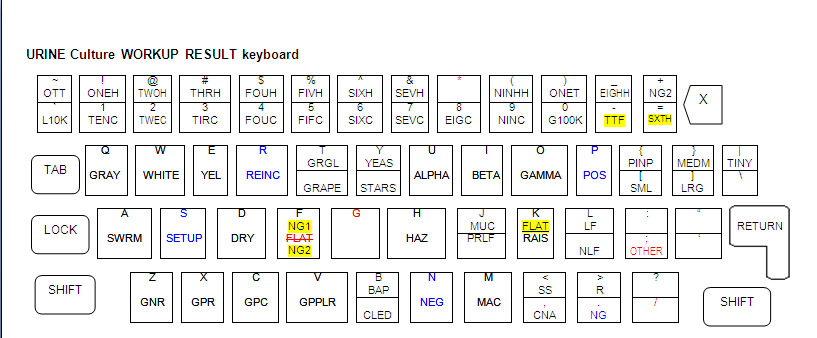 URINE Culture WORKUP RESULT keyboard
~ ! @ # $ % ^ & * ( ) _ +
OTT ONEH TWOH THRH FOUH FIVH SIXH SEVH NINHH ONET EIGHH NG2 X
` 1 2 3 4 5 6 7 8 9 0 - =
L10K TENC TWEC TIRC FOUC FIFC SIXC SEVC EIGC NINC G100K TTF SXTH
Q W E R T Y U I O P { } |
TAB GRGL YEAS PINP MEDM TINY
GRAY WHITE YEL REINC ALPHA BETA GAMMA POS [ ] \
GRAPE STARS SML LRG
A S D F G H J K L : "
LOCK NG1 MUC FLAT LF RETURN
SWRM SETUP DRY FLAT HAZ PRLF RAIS ; '
NG2 NLF OTHER
Z X C V B N M < > ?
SHIFT BAP SS R
GNR GPR GPC GPPLR NEG MAC , . / SHIFT
CLED CNA NG